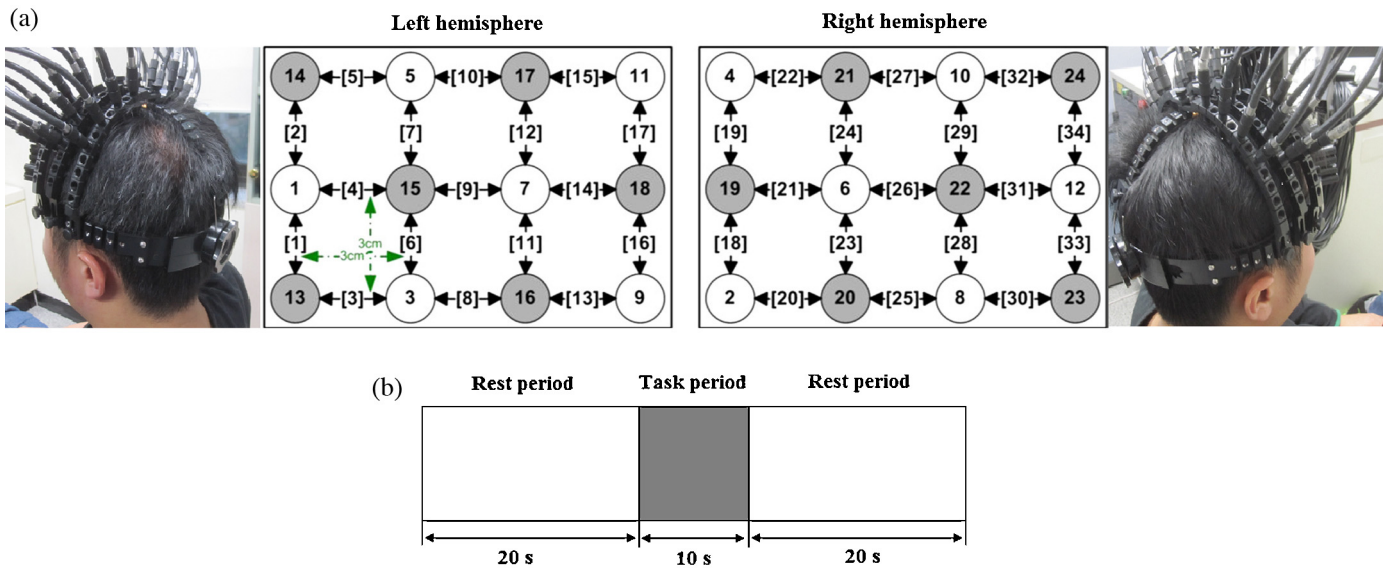 (a)
Left hemisphere
Right hemisphere
14 [5] 5 [10] 17 [15] 11
[2] [7] [12] [17]
1 [4] 15 [9] 7 [14] 18
[1] [6] [11] [16]
3cm
3cm
13 [3] 3 [8] 16 [13] 9
4 [22] 21 [27] 10 [32] 24
[19] [24] [29] [34]
19 [21] 6 [26] 22 [31] 12
[18] [23] [28] [33]
2 [20] 20 [25] 8 [30] 23
(b)
Rest period Task period Rest period
20 s 10 s 20 s